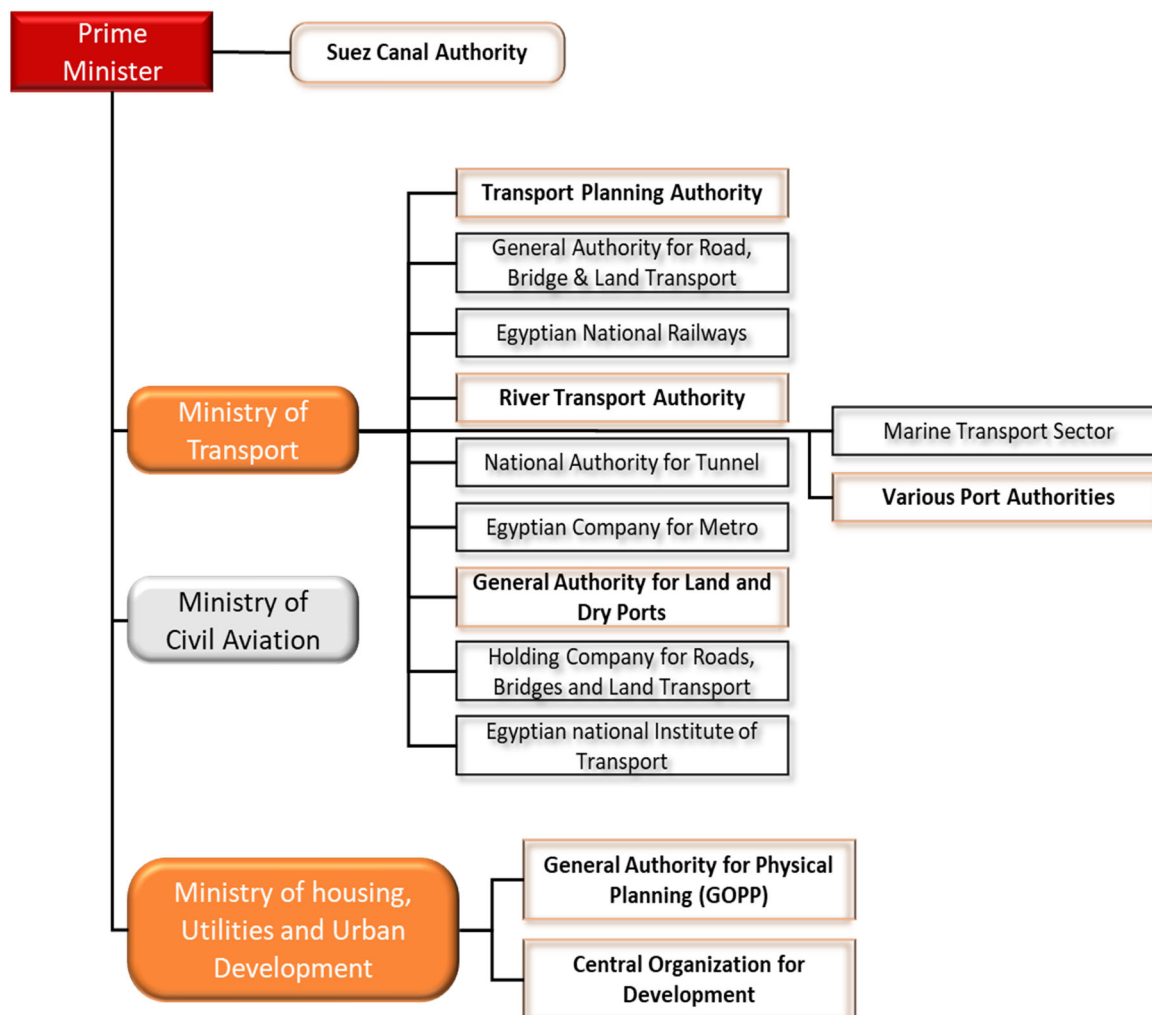 Prime
Minister
Suez Canal Authority
Transport Planning Authority
General Authority for Road,
Bridge & Land Transport
Egyptian National Railways
River Transport Authority
Ministry of
Transport
Marine Transport Sector
National Authority for Tunnel
Various Port Authorities
Egyptian Company for Metro
General Authority for Land and
Dry Ports
Ministry of
Civil Aviation
Holding Company for Roads,
Bridges and Land Transport
Egyptian national Institute of
Transport
General Authority for Physical
Planning (GOPP)
Ministry of housing,
Utilities and Urban
Development
Central Organization for
Development